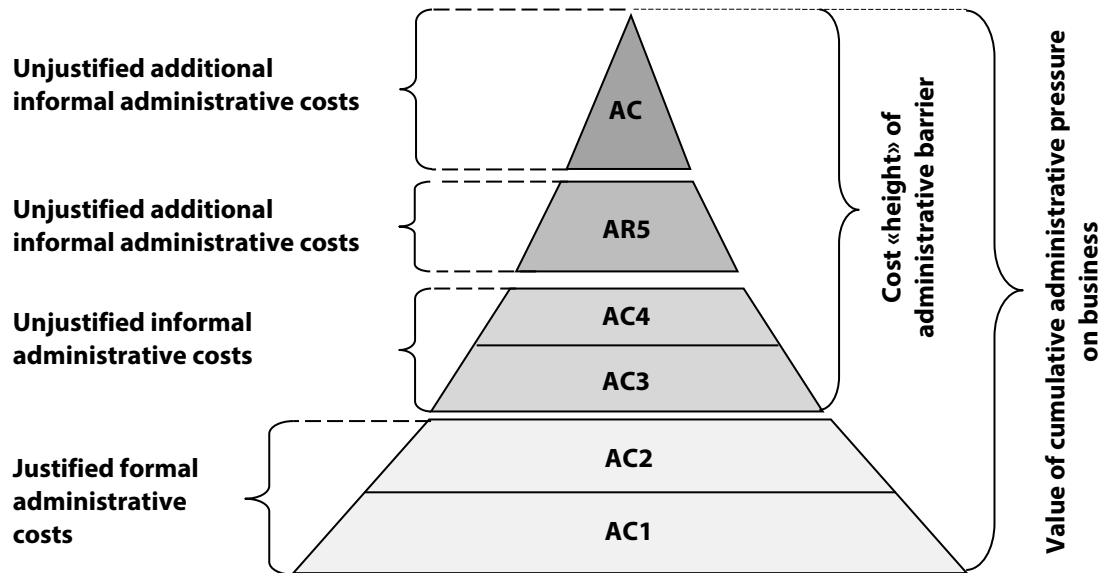 Unjustified additional
informal administrative costs
AC
Unjustified additional
informal administrative costs
AR5
Unjustified informal
administrative costs
AC4
AC3
Justified formal
administrative
costs
AC2
AC1
Cost «height» of
administrative barrier
Value of cumulative administrative pressure
on business